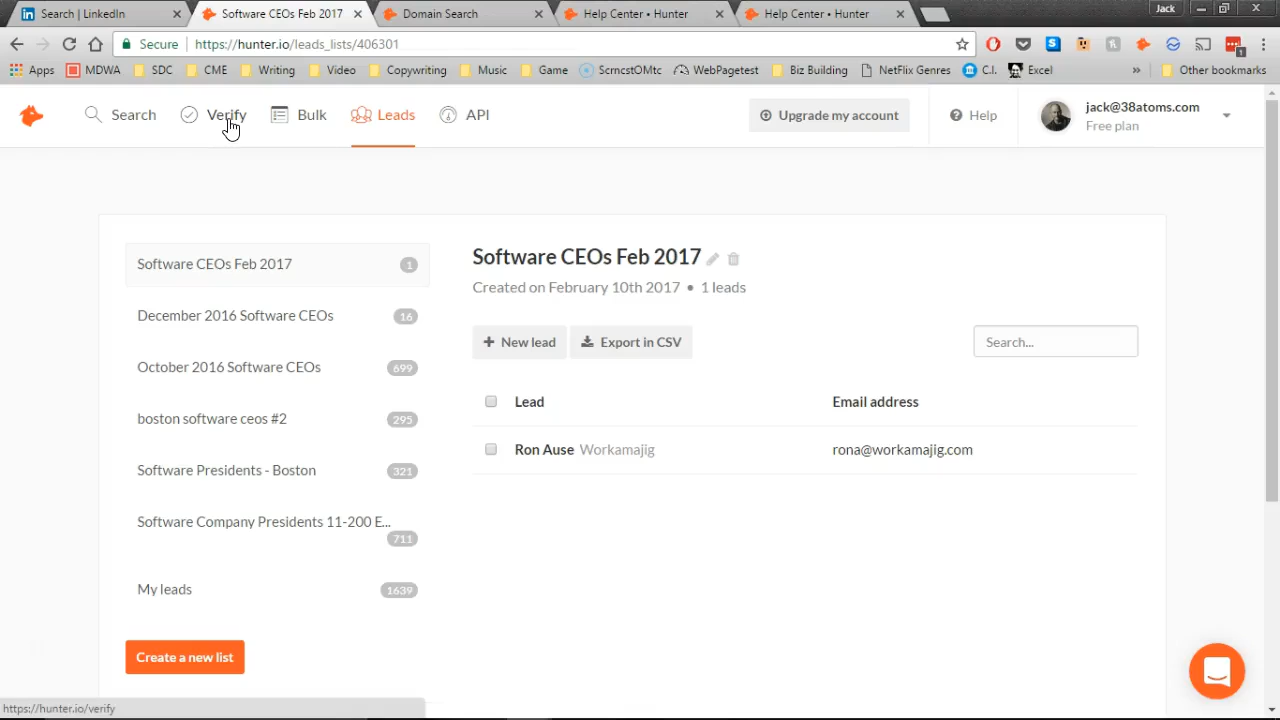 Search | LinkedIn
Software CEOs Feb 2017
Domain Search
Help Center • Hunter
Help Center • Hunter
Jack
Secure
https://hunter.io/leads_lists/406301
1
Apps
MDWA
SDC
CME
Writing
Video
Copywriting
Music
Game
ScrncstOMtc
WebPagetest
Biz Building
NetFlix Genres
C.I.
Excel
»
Other bookmarks
Search
Verify
Bulk
Leads
API
Upgrade my account
Help
jack@38atoms.com
Free plan
Software CEOs Feb 2017
1
December 2016 Software CEOs
16
October 2016 Software CEOs
699
boston software ceos #2
295
Software Presidents - Boston
321
Software Company Presidents 11-200 E...
711
My leads
1639
Create a new list
Software CEOs Feb 2017
Created on February 10th 2017 • 1 leads
New lead
Export in CSV
Search...
Lead
Email address
Ron Ause Workamajig
rona@workamajig.com
https://hunter.io/verify